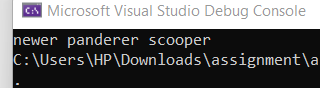 Microsoft Visual Studio Debug Console
newer panderer scooper
C:\Users\HP\Downloads\assignment\a
.